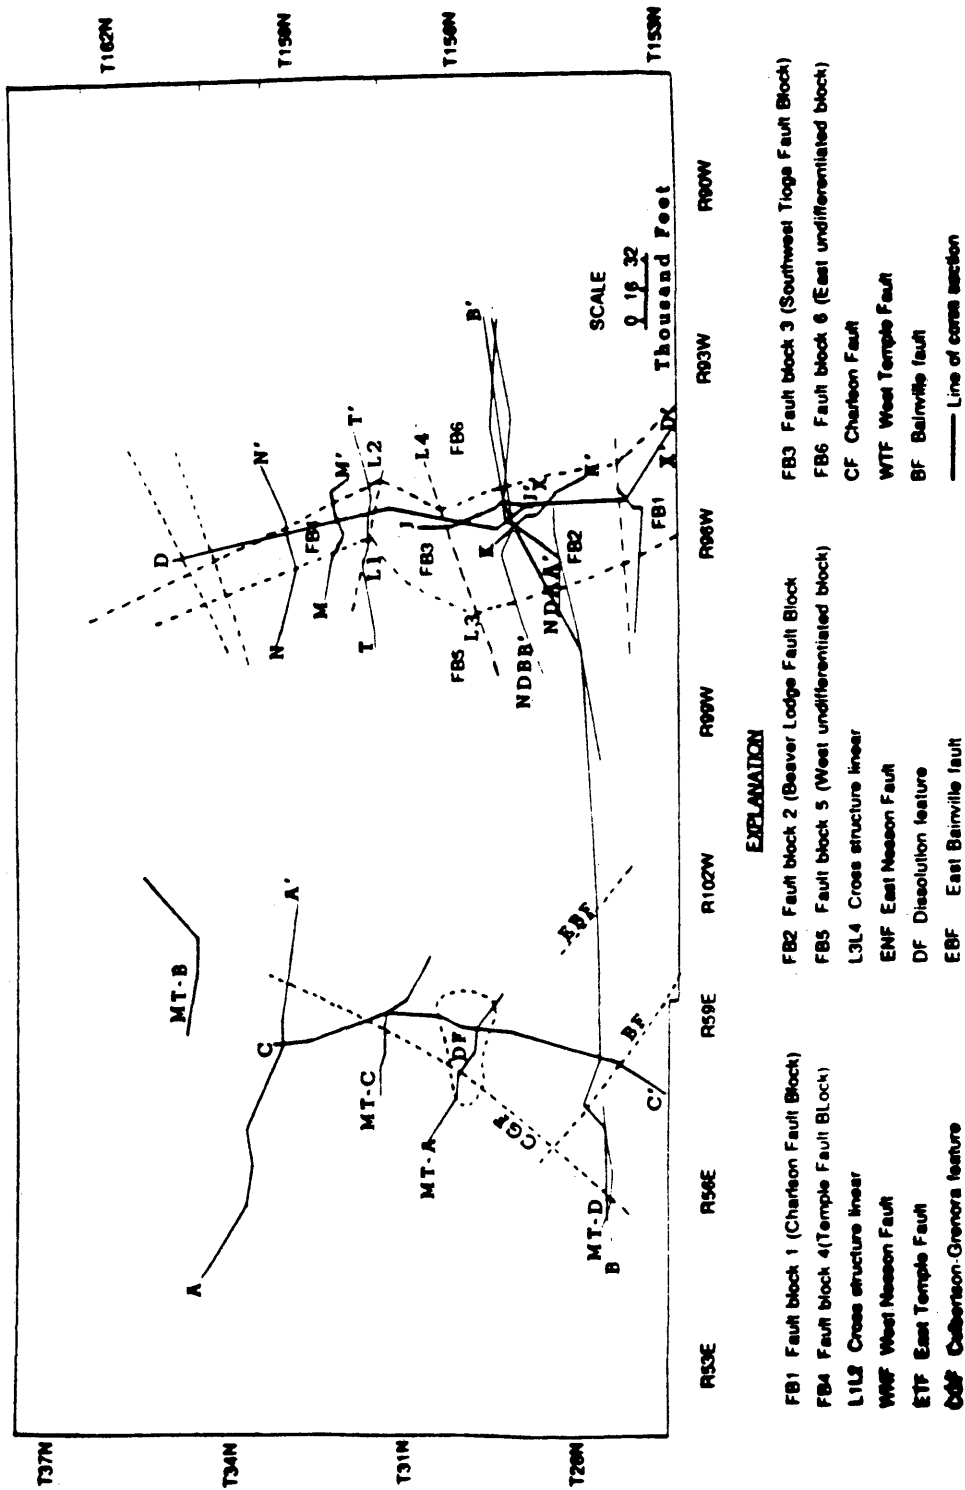 T162N
T159N
T156N
T153N
T37N
T34N
T31N
T28N
R53E
R56E
R59E
R102W
R99W
R96W
R93W
R90W
A
A'
MT-B
C
MT-C
MT-A
DF
CGF
MT-D
B
C'
BF
EBF
D
N
N'
FB4
M
M'
T
T'
L1
L2
J
FB3
L4
FB6
L3
FB5
NDBB'
K
J'
X
K'
FB2
NDAA'
B'
FB1
X'
D'
SCALE
0 16 32
Thousand Feet
EXPLANATION
FB1 Fault block 1 (Charlson Fault Block)
FB4 Fault block 4(Temple Fault BLock)
L1L2 Cross structure linear
WNF West Nesson Fault
ETF East Temple Fault
CGF Culbertson-Grenora feature
FB2 Fault block 2 (Beaver Lodge Fault Block
FB5 Fault block 5 (West undifferentiated block)
L3L4 Cross structure linear
ENF East Nesson Fault
DF Dissolution feature
EBF East Bainville fault
FB3 Fault block 3 (Southwest Tioga Fault Block)
FB6 Fault block 6 (East undifferentiated block)
CF Charlson Fault
WTF West Temple Fault
BF Bainville fault
Line of corss section